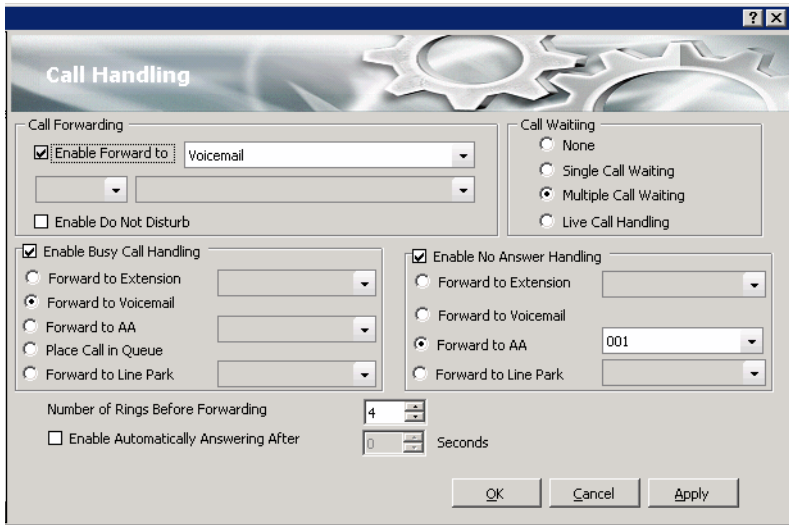 Call Handling
Call Forwarding
Enable Forward to Voicemail
Enable Do Not Disturb
Call Waitiing
None
Single Call Waiting
Multiple Call Waiting
Live Call Handling
Enable Busy Call Handling
Forward to Extension
Forward to Voicemail
Forward to AA
Place Call in Queue
Forward to Line Park
Enable No Answer Handling
Forward to Extension
Forward to Voicemail
Forward to AA 001
Forward to Line Park
Number of Rings Before Forwarding 4
Enable Automatically Answering After 0 Seconds
OK Cancel Apply